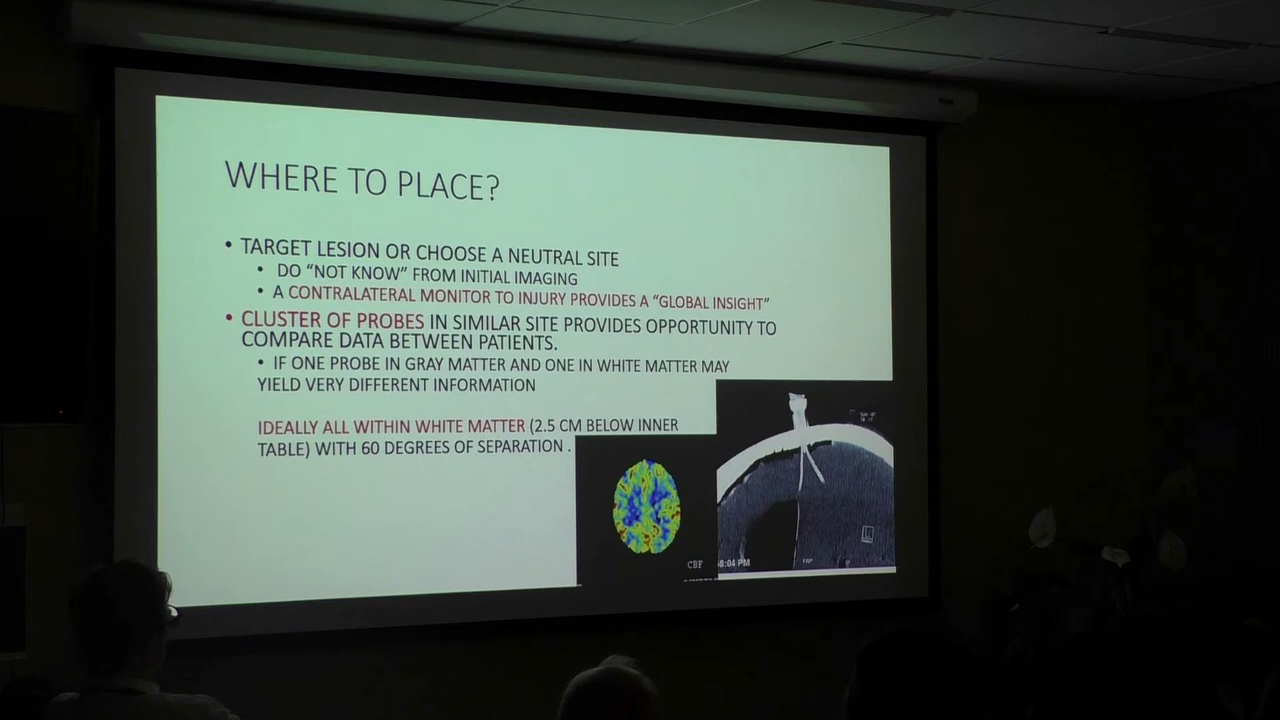 WHERE TO PLACE?
• TARGET LESION OR CHOOSE A NEUTRAL SITE
• DO “NOT KNOW” FROM INITIAL IMAGING
• A CONTRALATERAL MONITOR TO INJURY PROVIDES A “GLOBAL INSIGHT”
• CLUSTER OF PROBES IN SIMILAR SITE PROVIDES OPPORTUNITY TO
COMPARE DATA BETWEEN PATIENTS.
• IF ONE PROBE IN GRAY MATTER AND ONE IN WHITE MATTER MAY
YIELD VERY DIFFERENT INFORMATION
IDEALLY ALL WITHIN WHITE MATTER (2.5 CM BELOW INNER
TABLE) WITH 60 DEGREES OF SEPARATION .
L
CBF
8:04 PM